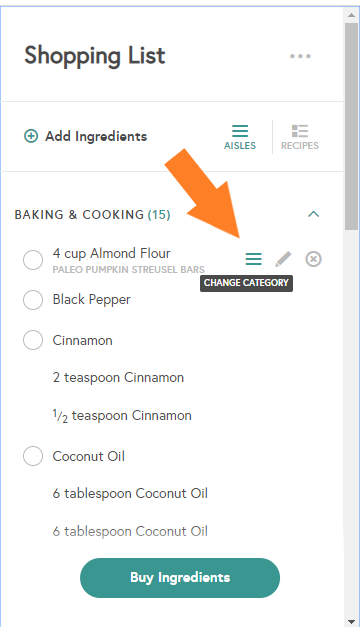 Shopping List
Add Ingredients
AISLES
RECIPES
BAKING & COOKING (15)
4 cup Almond Flour
PALEO PUMPKIN STREUSEL BARS
CHANGE CATEGORY
Black Pepper
Cinnamon
2 teaspoon Cinnamon
1/2 teaspoon Cinnamon
Coconut Oil
6 tablespoon Coconut Oil
6 tablespoon Coconut Oil
Buy Ingredients